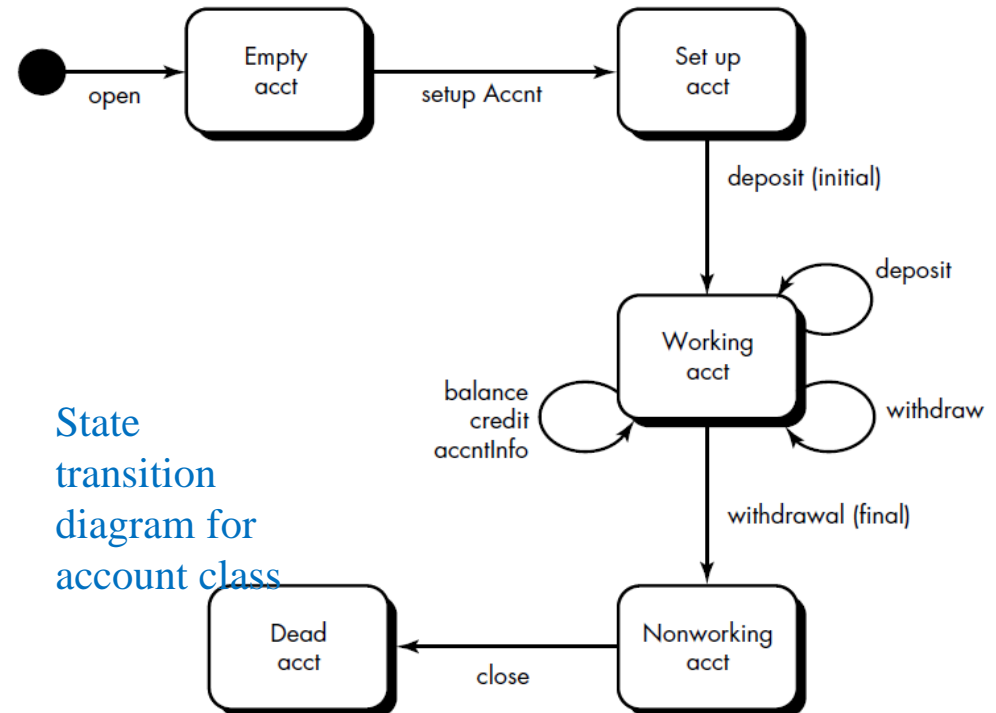 Empty
acct
open
setup Accnt
Set up
acct
deposit (initial)
deposit
Working
acct
balance
credit
accntInfo
withdraw
State
transition
diagram for
account class
withdrawal (final)
Dead
acct
close
Nonworking
acct